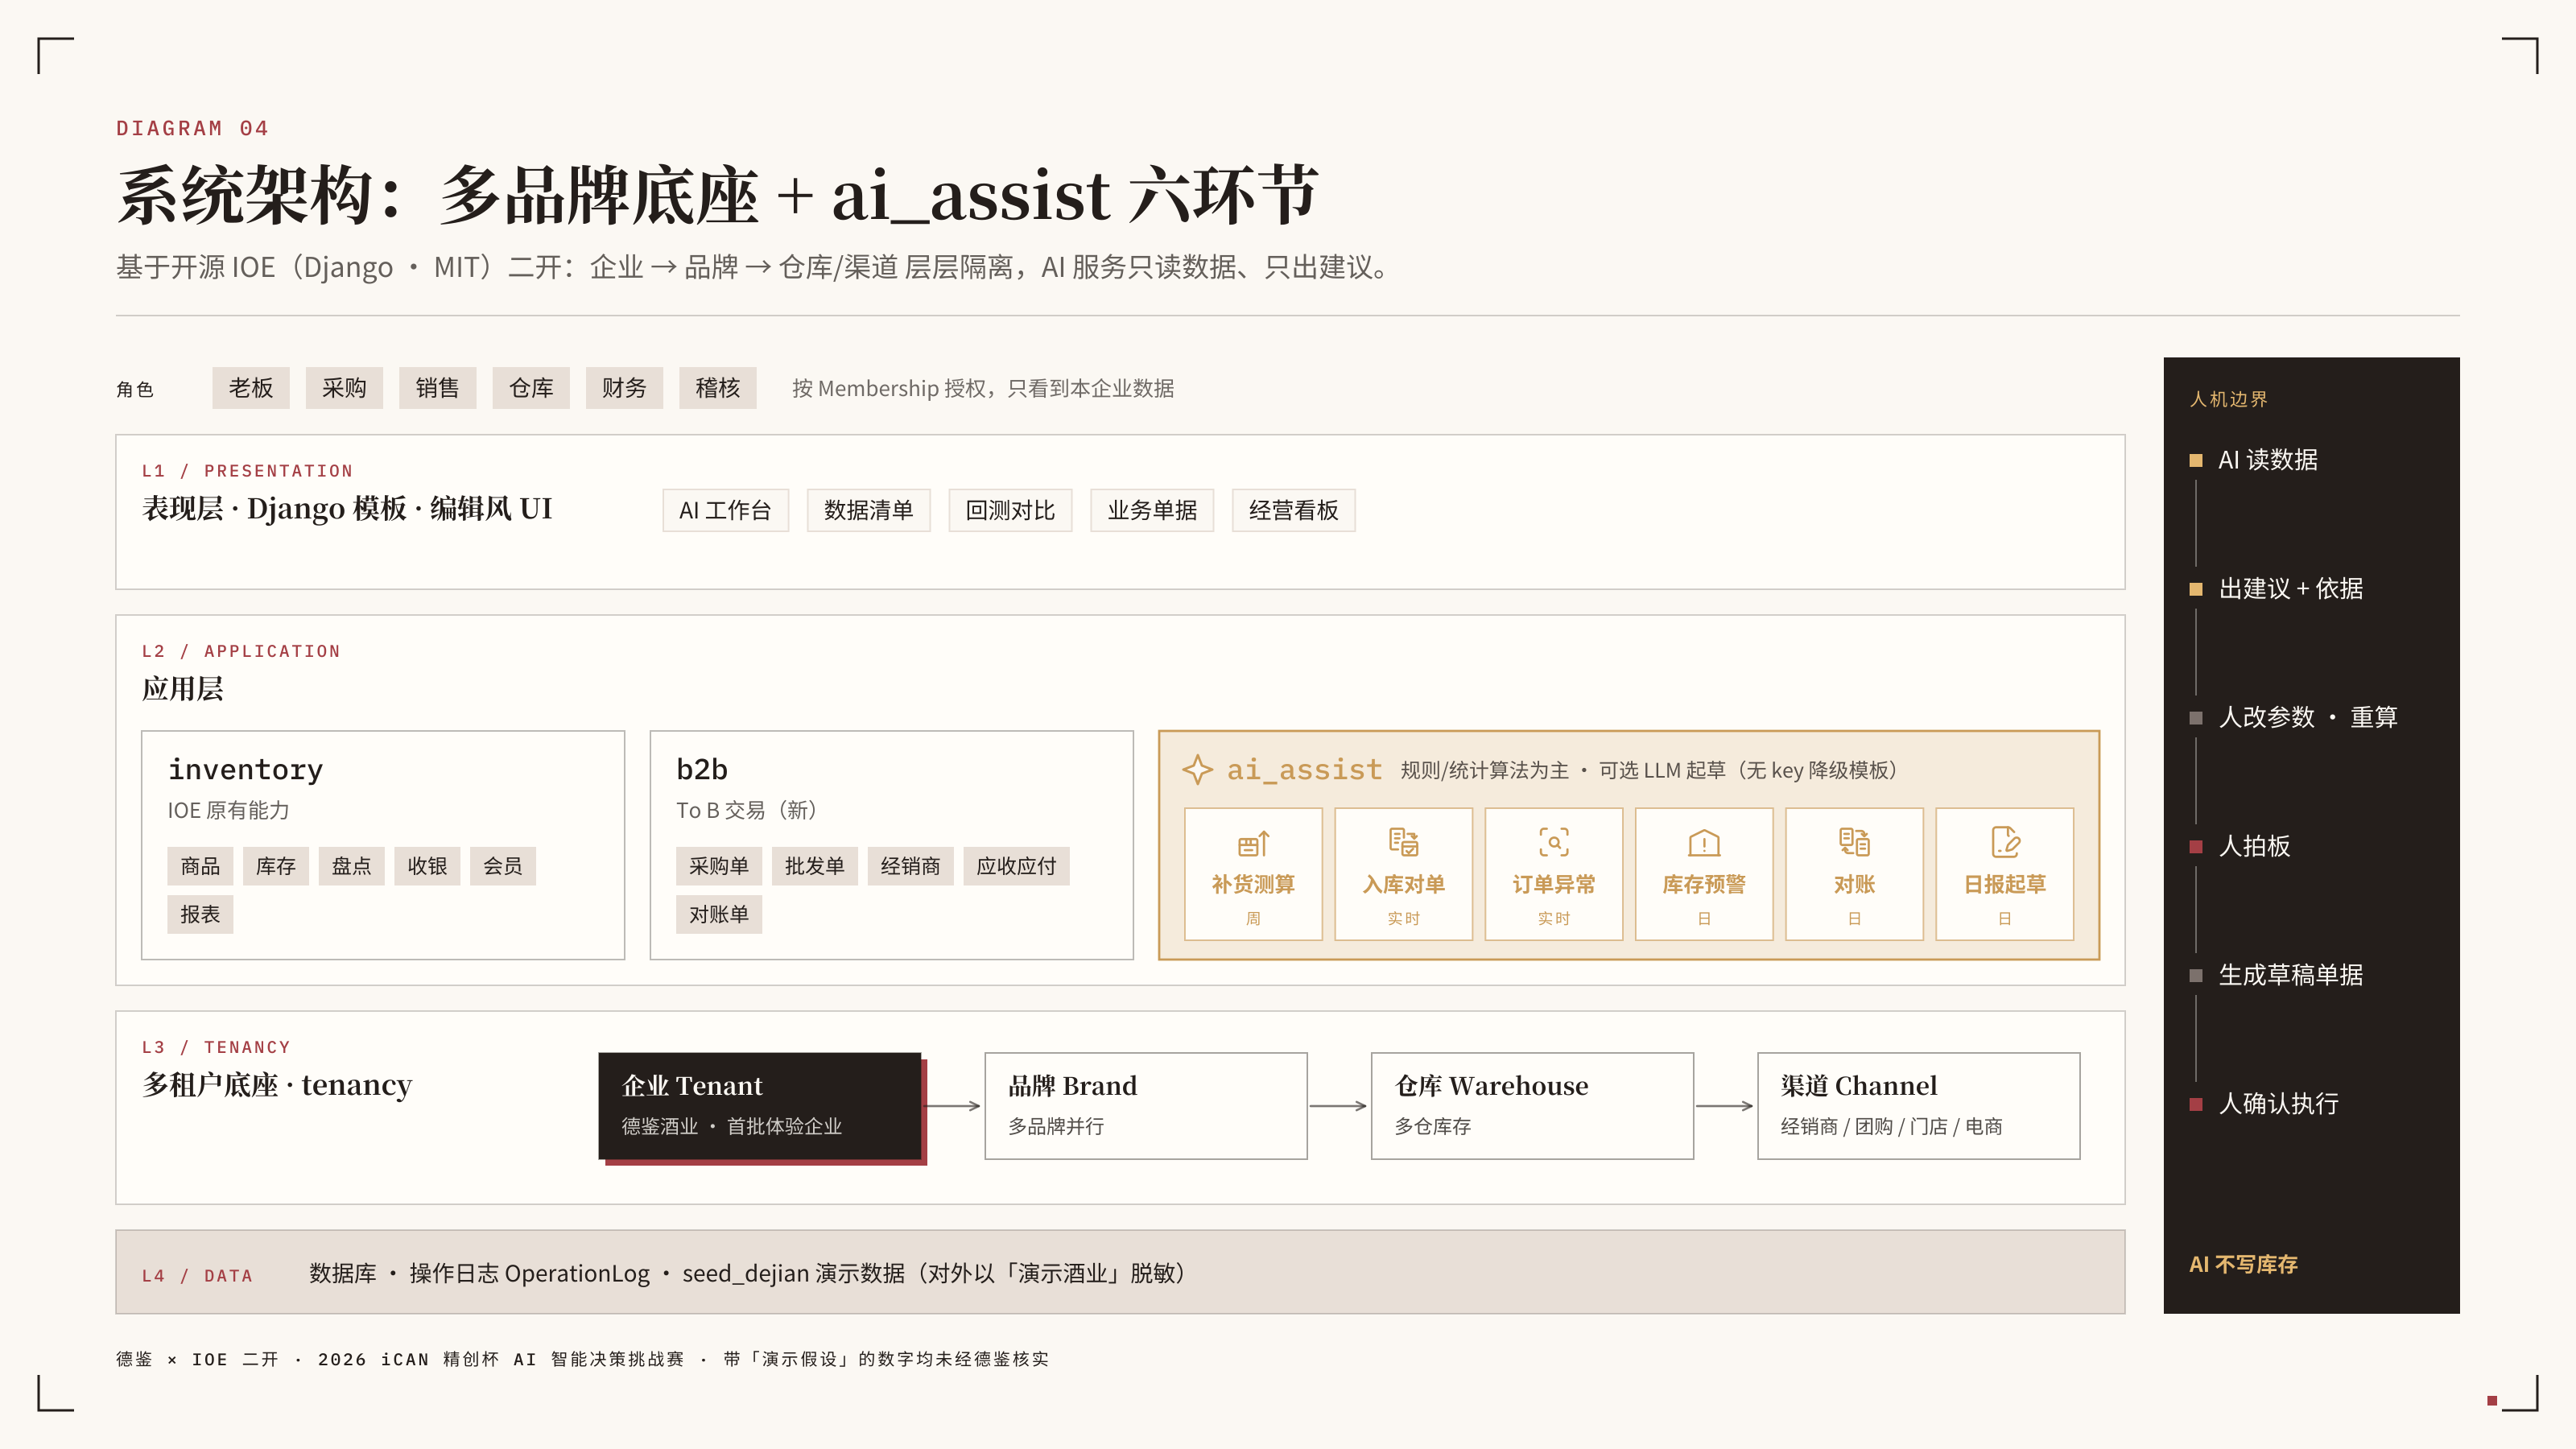 DIAGRAM 04
系统架构：多品牌底座 + ai_assist 六环节
基于开源 IOE（Django · MIT）二开：企业 → 品牌 → 仓库/渠道 层层隔离，AI 服务只读数据、只出建议。
角色 老板 采购 销售 仓库 财务 稽核 按 Membership 授权，只看到本企业数据
L1 / PRESENTATION
表现层 · Django 模板 · 编辑风 UI
AI 工作台 数据清单 回测对比 业务单据 经营看板
L2 / APPLICATION
应用层
inventory
IOE 原有能力
商品 库存 盘点 收银 会员
报表
b2b
To B 交易（新）
采购单 批发单 经销商 应收应付
对账单
ai_assist 规则/统计算法为主 · 可选 LLM 起草（无 key 降级模板）
补货测算
周
入库对单
实时
订单异常
实时
库存预警
日
对账
日
日报起草
日
L3 / TENANCY
多租户底座 · tenancy
企业 Tenant
德鉴酒业 · 首批体验企业
品牌 Brand
多品牌并行
仓库 Warehouse
多仓库存
渠道 Channel
经销商 / 团购 / 门店 / 电商
L4 / DATA 数据库 · 操作日志 OperationLog · seed_dejian 演示数据（对外以「演示酒业」脱敏）
人机边界
AI 读数据
出建议 + 依据
人改参数 · 重算
人拍板
生成草稿单据
人确认执行
AI 不写库存
德鉴 × IOE 二开 · 2026 iCAN 精创杯 AI 智能决策挑战赛 · 带「演示假设」的数字均未经德鉴核实